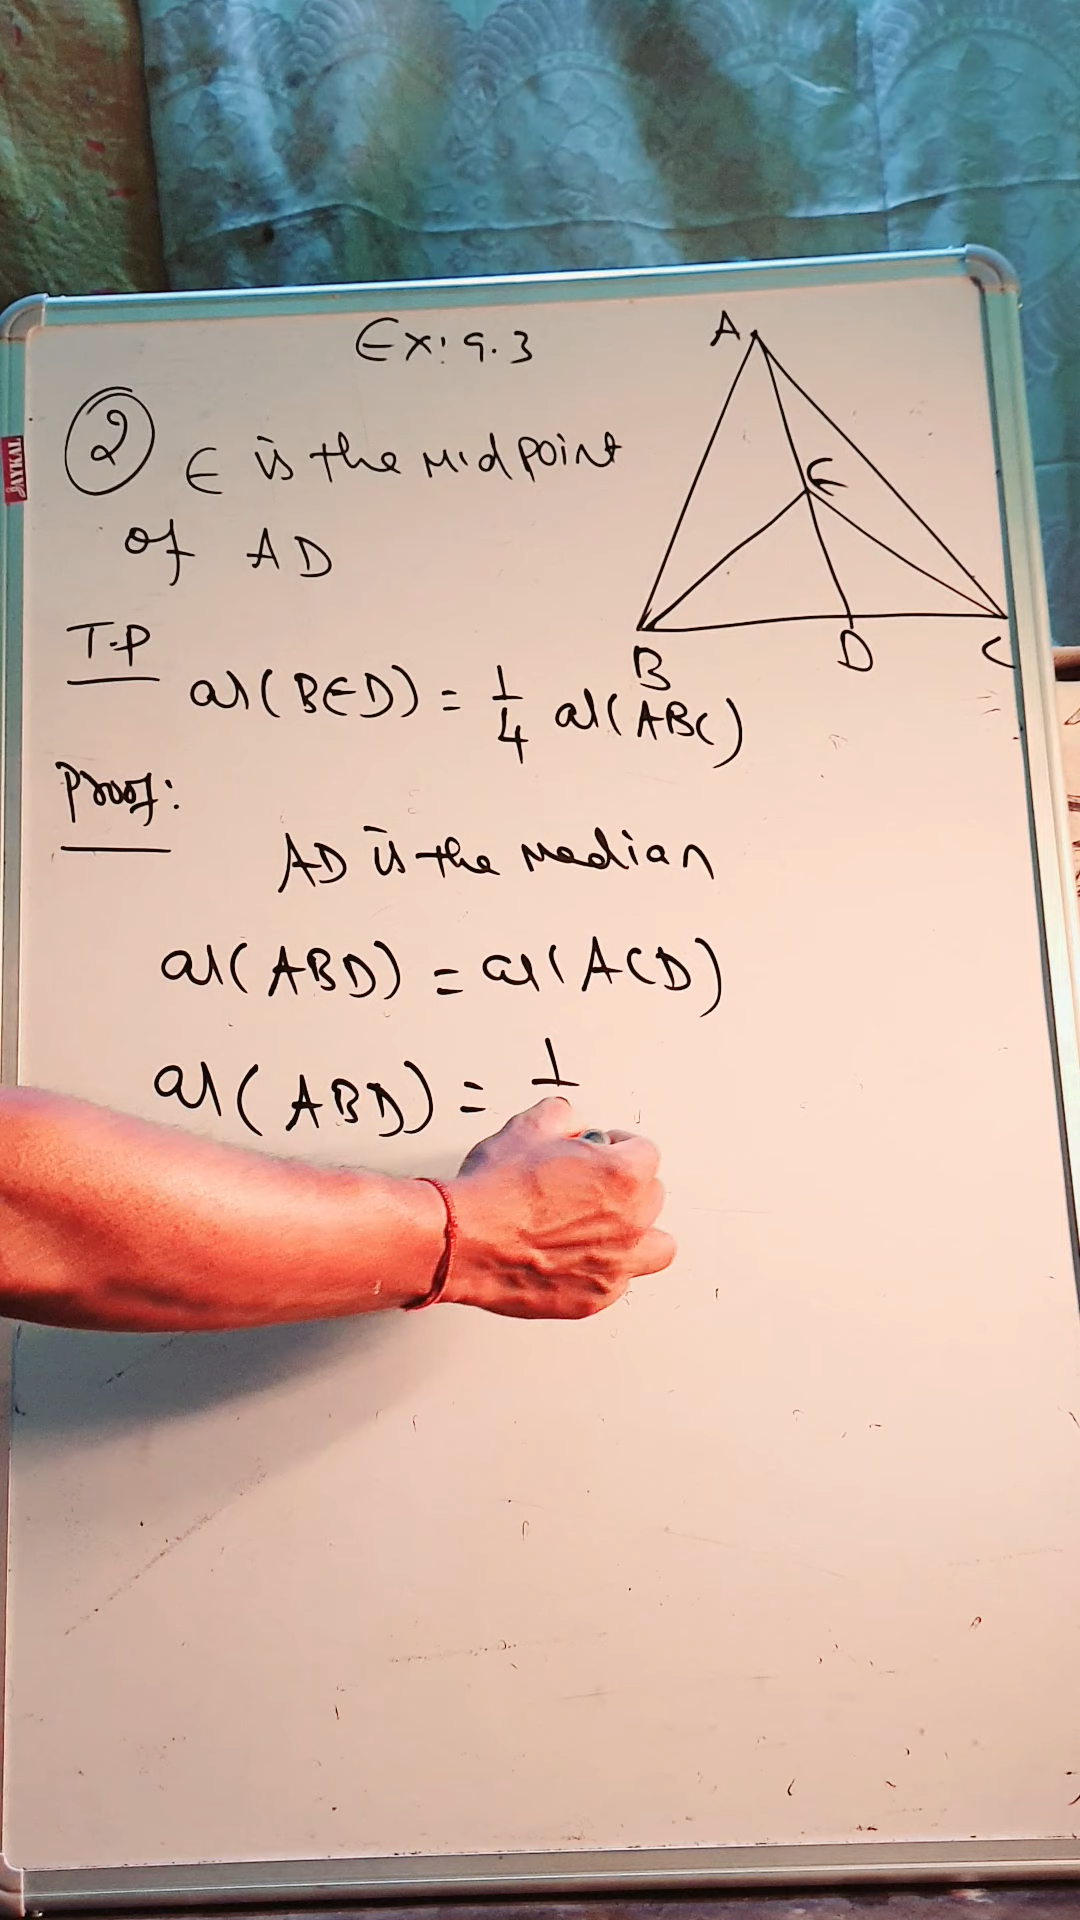 Ex: 9.3
2 E is the Midpoint
of AD
T.P
ar(BED) = 1/4 ar(ABC)
Proof:
AD is the Median
ar(ABD) = ar(ACD)
ar(ABD) = 1
A
E
B
D
C
JAYKAL